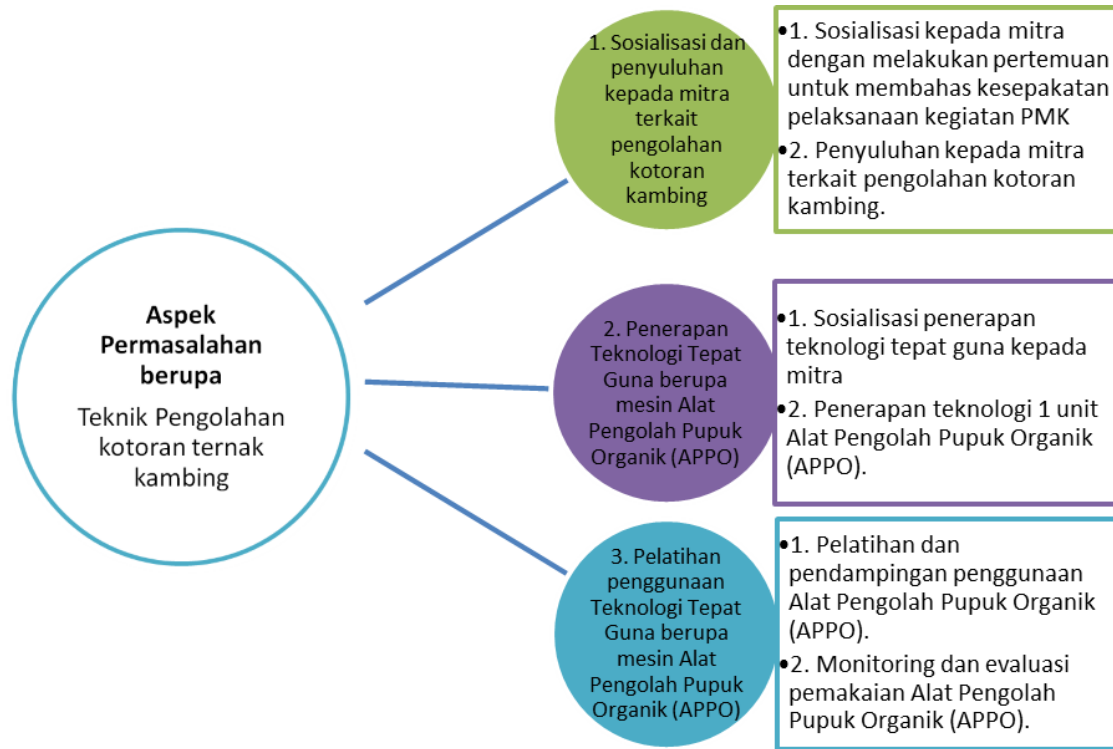 Aspek
Permasalahan
berupa
Teknik Pengolahan
kotoran ternak
kambing
1. Sosialisasi dan
penyuluhan
kepada mitra
terkait
pengolahan
kotoran
kambing
•1. Sosialisasi kepada mitra
dengan melakukan pertemuan
untuk membahas kesepakatan
pelaksanaan kegiatan PMK
•2. Penyuluhan kepada mitra
terkait pengolahan kotoran
kambing.
2. Penerapan
Teknologi Tepat
Guna berupa
mesin Alat
Pengolah Pupuk
Organik (APPO)
•1. Sosialisasi penerapan
teknologi tepat guna kepada
mitra
•2. Penerapan teknologi 1 unit
Alat Pengolah Pupuk Organik
(APPO).
3. Pelatihan
penggunaan
Teknologi Tepat
Guna berupa
mesin Alat
Pengolah Pupuk
Organik (APPO)
•1. Pelatihan dan
pendampingan penggunaan
Alat Pengolah Pupuk Organik
(APPO).
•2. Monitoring dan evaluasi
pemakaian Alat Pengolah
Pupuk Organik (APPO).